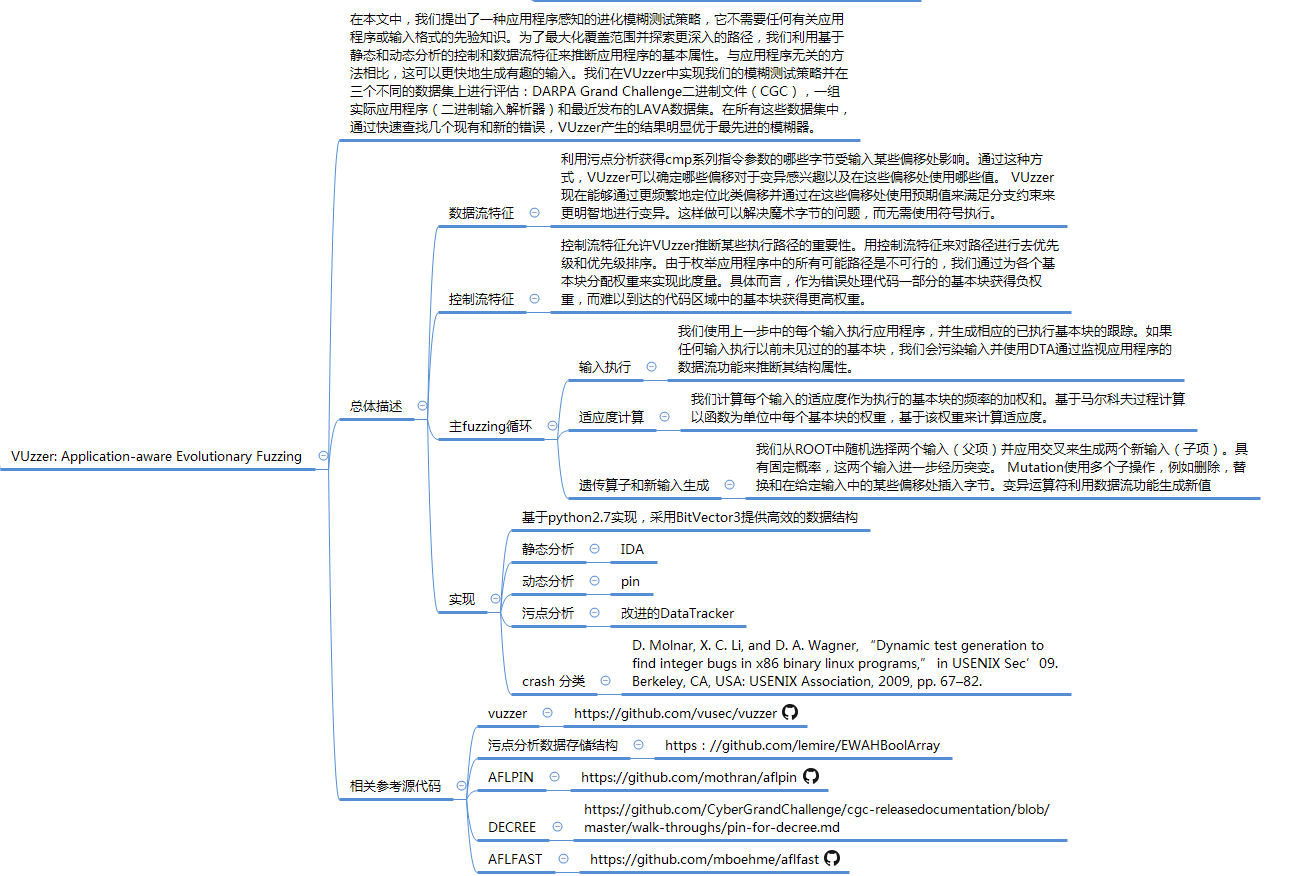 在本文中，我们提出了一种应用程序感知的进化模糊测试策略，它不需要任何有关应用
程序或输入格式的先验知识。为了最大化覆盖范围并探索更深入的路径，我们利用基于
静态和动态分析的控制和数据流特征来推断应用程序的基本属性。与应用程序无关的方
法相比，这可以更快地生成有趣的输入。我们在VUzzer中实现我们的模糊测试策略并在
三个不同的数据集上进行评估：DARPA Grand Challenge二进制文件（CGC），一组
实际应用程序（二进制输入解析器）和最近发布的LAVA数据集。在所有这些数据集中，
通过快速查找几个现有和新的错误，VUzzer产生的结果明显优于最先进的模糊器。
利用污点分析获得cmp系列指令参数的哪些字节受输入某些偏移处影响。通过这种方
式，VUzzer可以确定哪些偏移对于变异感兴趣以及在这些偏移处使用哪些值。 VUzzer
现在能够通过更频繁地定位此类偏移并通过在这些偏移处使用预期值来满足分支约束来
更明智地进行变异。这样做可以解决魔术字节的问题，而无需使用符号执行。
数据流特征
控制流特征允许VUzzer推断某些执行路径的重要性。用控制流特征来对路径进行去优先
级和优先级排序。由于枚举应用程序中的所有可能路径是不可行的，我们通过为各个基
本块分配权重来实现此度量。具体而言，作为错误处理代码一部分的基本块获得负权
重，而难以到达的代码区域中的基本块获得更高权重。
控制流特征
我们使用上一步中的每个输入执行应用程序，并生成相应的已执行基本块的跟踪。如果
任何输入执行以前未见过的的基本块，我们会污染输入并使用DTA通过监视应用程序的
数据流功能来推断其结构属性。
输入执行
我们计算每个输入的适应度作为执行的基本块的频率的加权和。基于马尔科夫过程计算
以函数为单位中每个基本块的权重，基于该权重来计算适应度。
适应度计算
总体描述
主fuzzing循环
我们从ROOT中随机选择两个输入（父项）并应用交叉来生成两个新输入（子项）。具
有固定概率，这两个输入进一步经历突变。 Mutation使用多个子操作，例如删除，替
换和在给定输入中的某些偏移处插入字节。变异运算符利用数据流功能生成新值
遗传算子和新输入生成
VUzzer: Application-aware Evolutionary Fuzzing
基于python2.7实现，采用BitVector3提供高效的数据结构
静态分析 IDA
动态分析 pin
实现
污点分析 改进的DataTracker
D. Molnar, X. C. Li, and D. A. Wagner, “Dynamic test generation to
find integer bugs in x86 binary linux programs,” in USENIX Sec’09.
Berkeley, CA, USA: USENIX Association, 2009, pp. 67–82.
crash 分类
vuzzer https://github.com/vusec/vuzzer
污点分析数据存储结构 https：//github.com/lemire/EWAHBoolArray
AFLPIN https://github.com/mothran/aflpin
相关参考源代码
https://github.com/CyberGrandChallenge/cgc-releasedocumentation/blob/
master/walk-throughs/pin-for-decree.md
DECREE
AFLFAST https://github.com/mboehme/aflfast